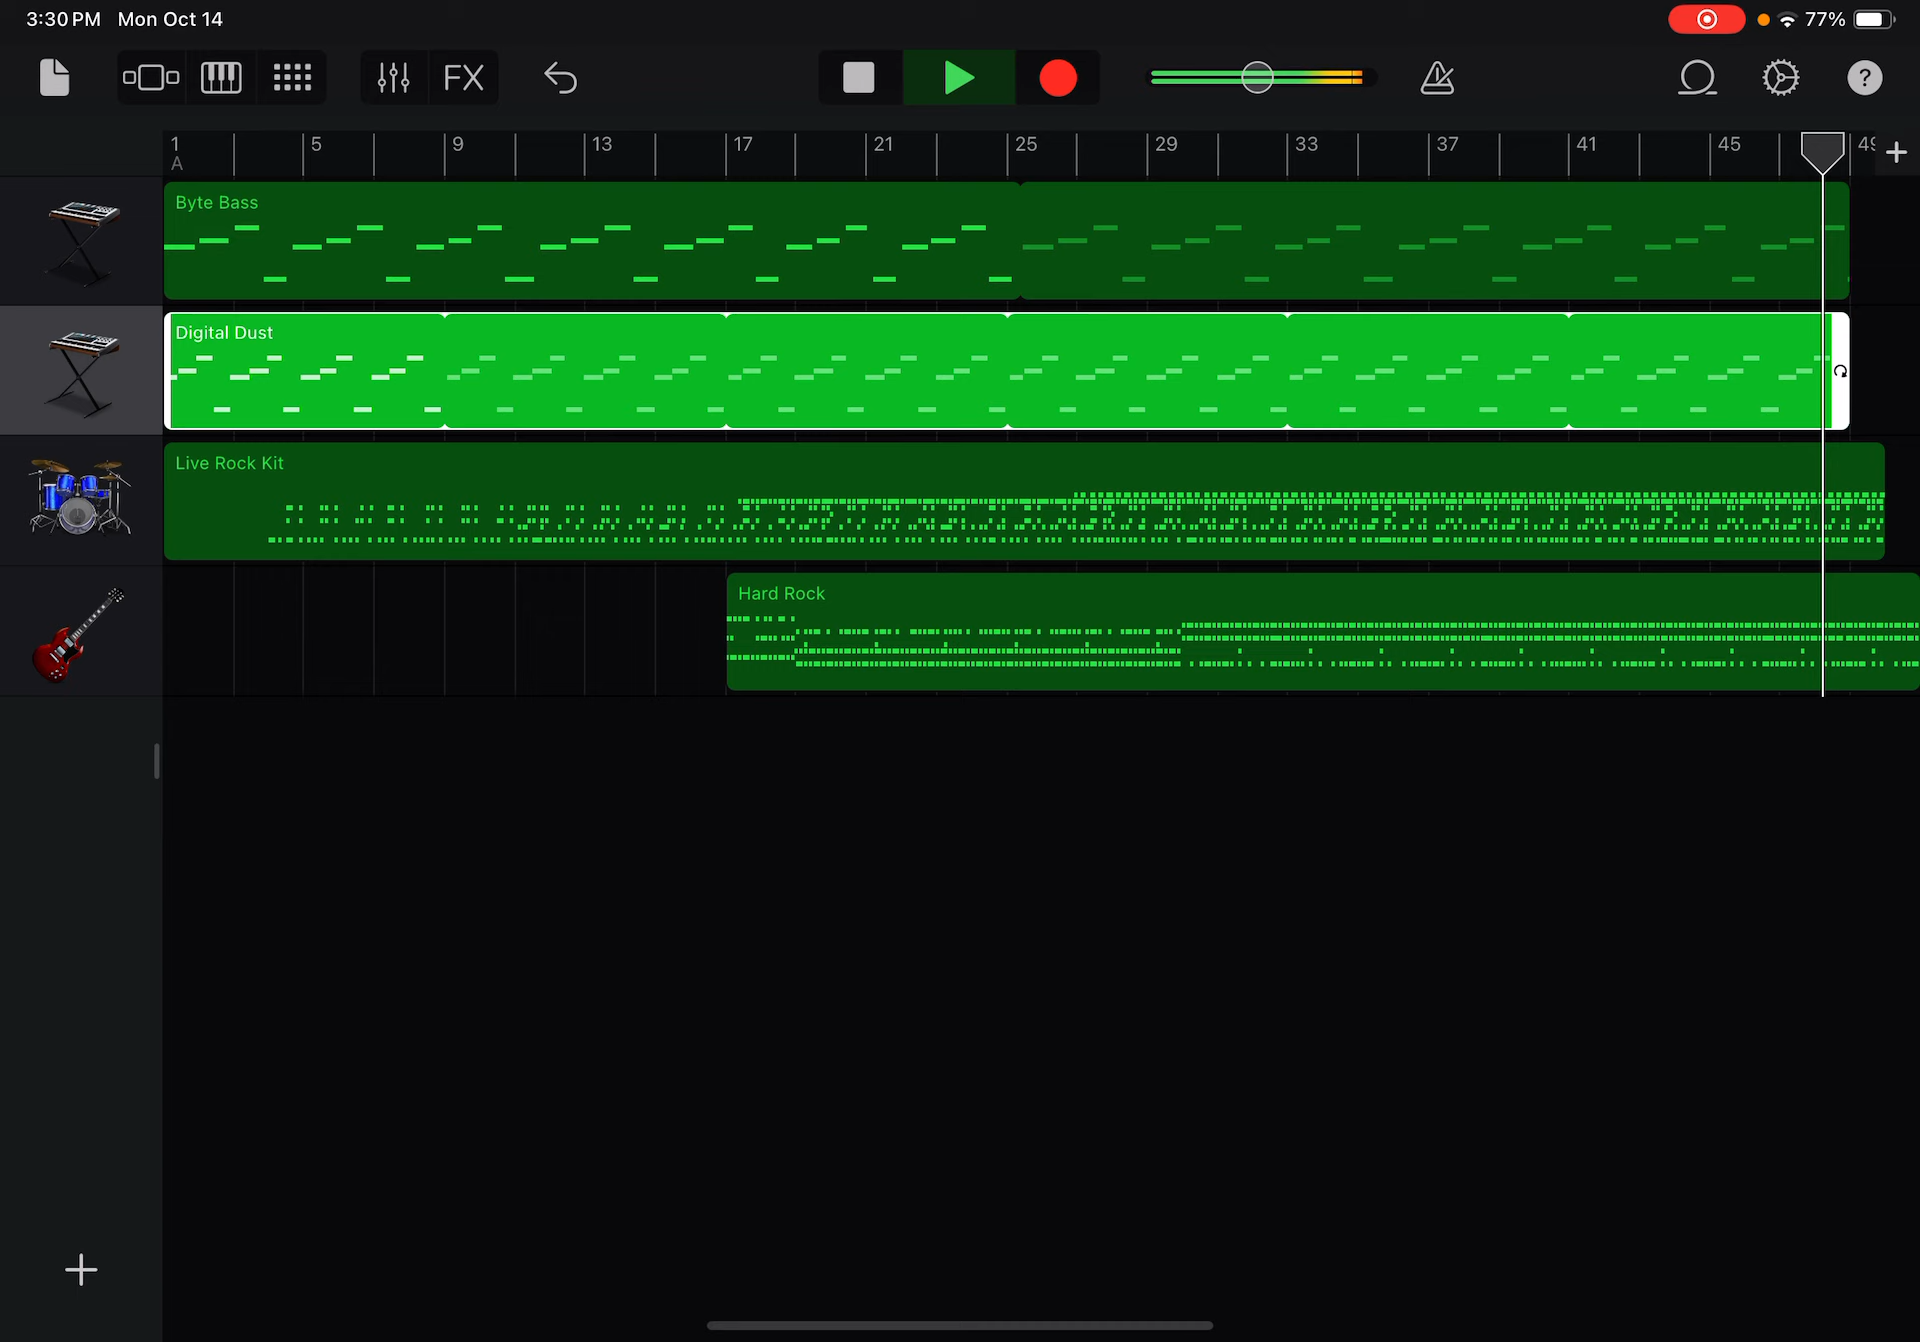 3:30 PM Mon Oct 14
77%
FX
?
1 5 9 13 17 21 25 29 33 37 41 45
A
Byte Bass
Digital Dust
Live Rock Kit
Hard Rock